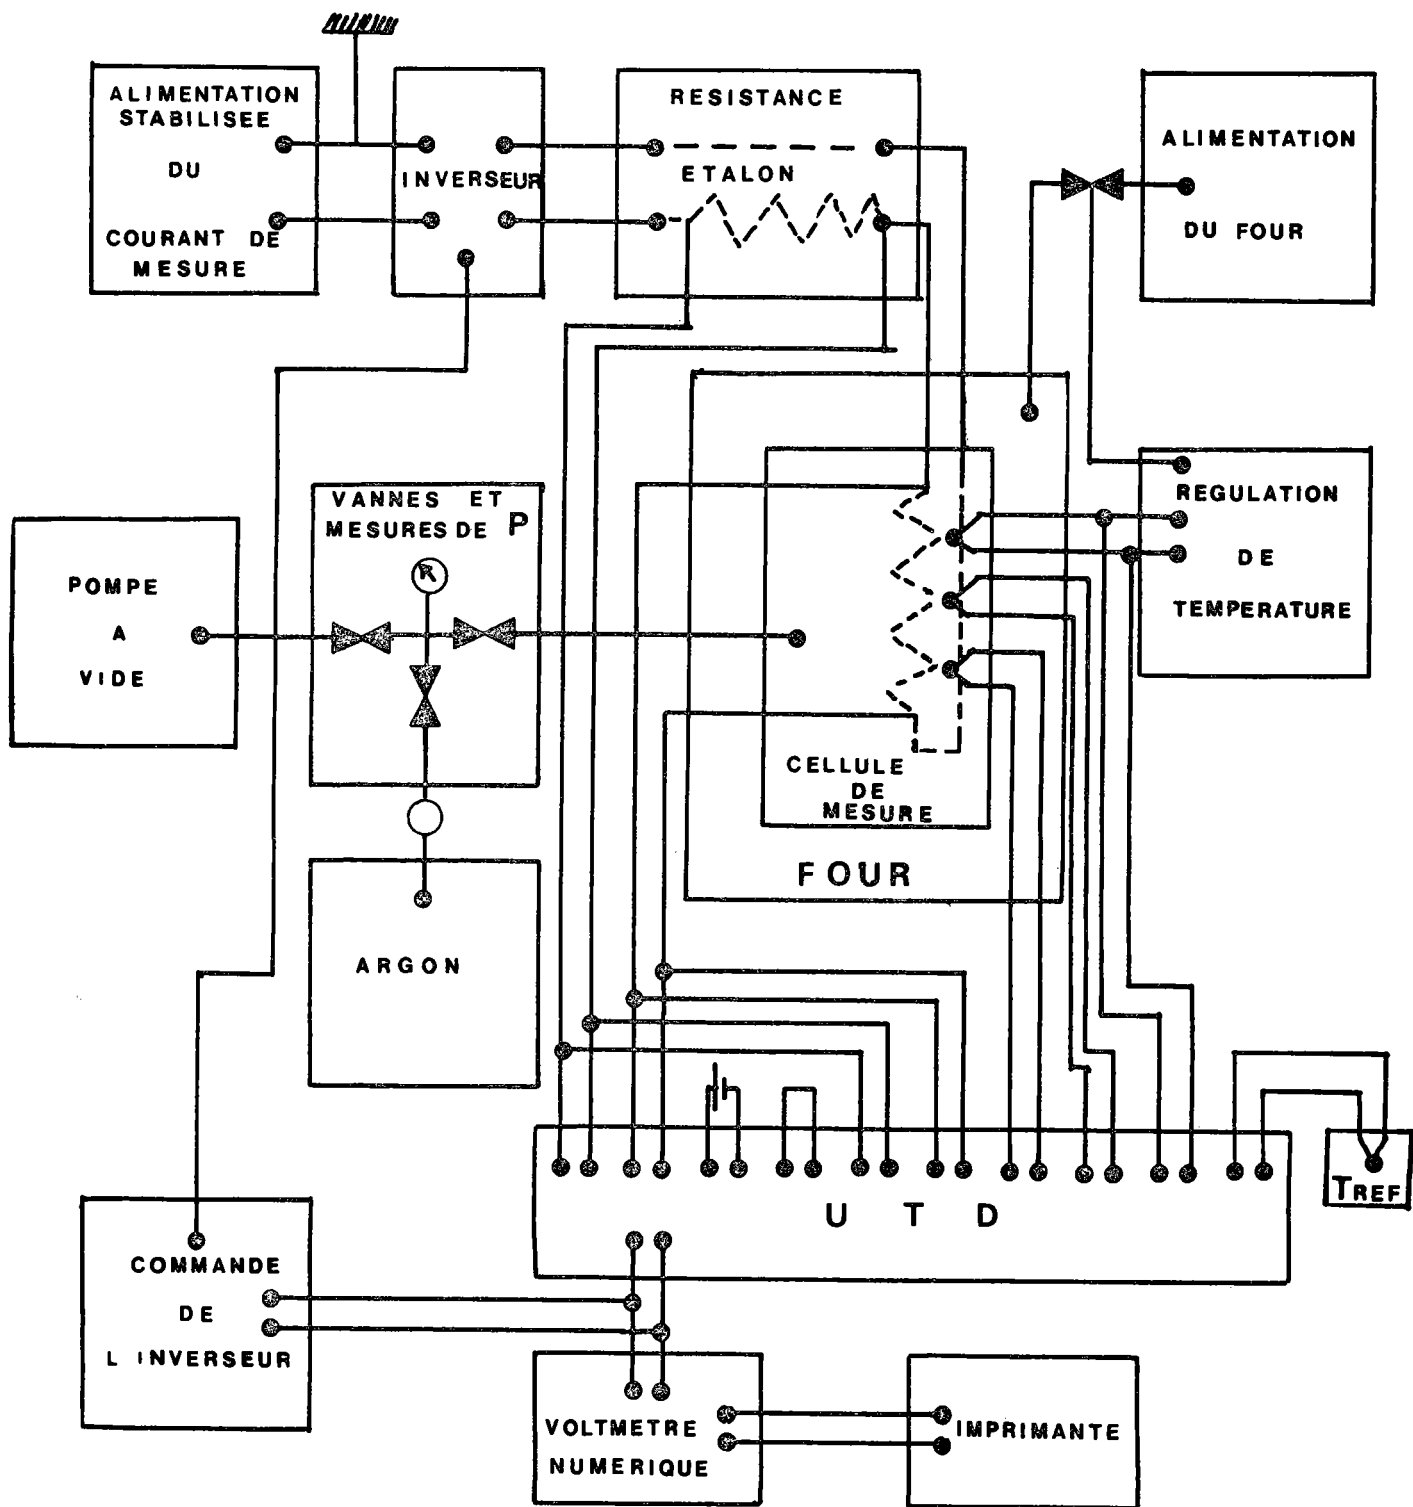 ALIMENTATION
STABILISEE
DU
COURANT DE
MESURE
INVERSEUR
RESISTANCE
ETALON
ALIMENTATION
DU FOUR
VANNES ET
MESURES DE P
POMPE
A
VIDE
REGULATION
DE
TEMPERATURE
CELLULE
DE
MESURE
FOUR
ARGON
UTD
TREF
COMMANDE
DE
L INVERSEUR
VOLTMETRE
NUMERIQUE
IMPRIMANTE